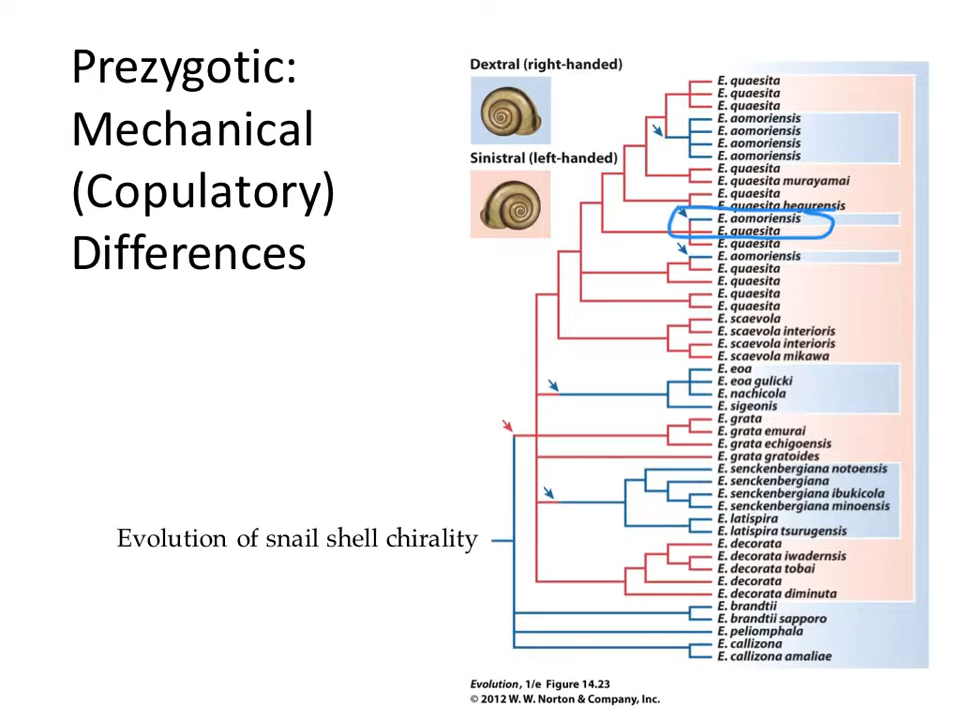 Prezygotic:
Mechanical
(Copulatory)
Differences
Evolution of snail shell chirality
Dextral (right-handed)
Sinistral (left-handed)
E. quaesita
E. quaesita
E. quaesita
E. aomoriensis
E. aomoriensis
E. aomoriensis
E. aomoriensis
E. quaesita
E. quaesita murayamai
E. quaesita
E. quaesita hegurensis
E. aomoriensis
E. quaesita
E. quaesita
E. aomoriensis
E. quaesita
E. quaesita
E. quaesita
E. quaesita
E. scaevola
E. scaevola interioris
E. scaevola interioris
E. scaevola mikawa
E. eoa
E. eoa gulicki
E. nachicola
E. sigeonis
E. grata
E. grata emurai
E. grata echigoensis
E. grata gratoides
E. senckenbergiana notoensis
E. senckenbergiana
E. senckenbergiana ibukicola
E. senckenbergiana minoensis
E. latispira
E. latispira tsurugensis
E. decorata
E. decorata iwadernsis
E. decorata tobai
E. decorata
E. decorata diminuta
E. brandtii
E. brandtii sapporo
E. peliomphala
E. callizona
E. callizona amaliae
Evolution, 1/e Figure 14.23
© 2012 W. W. Norton & Company, Inc.